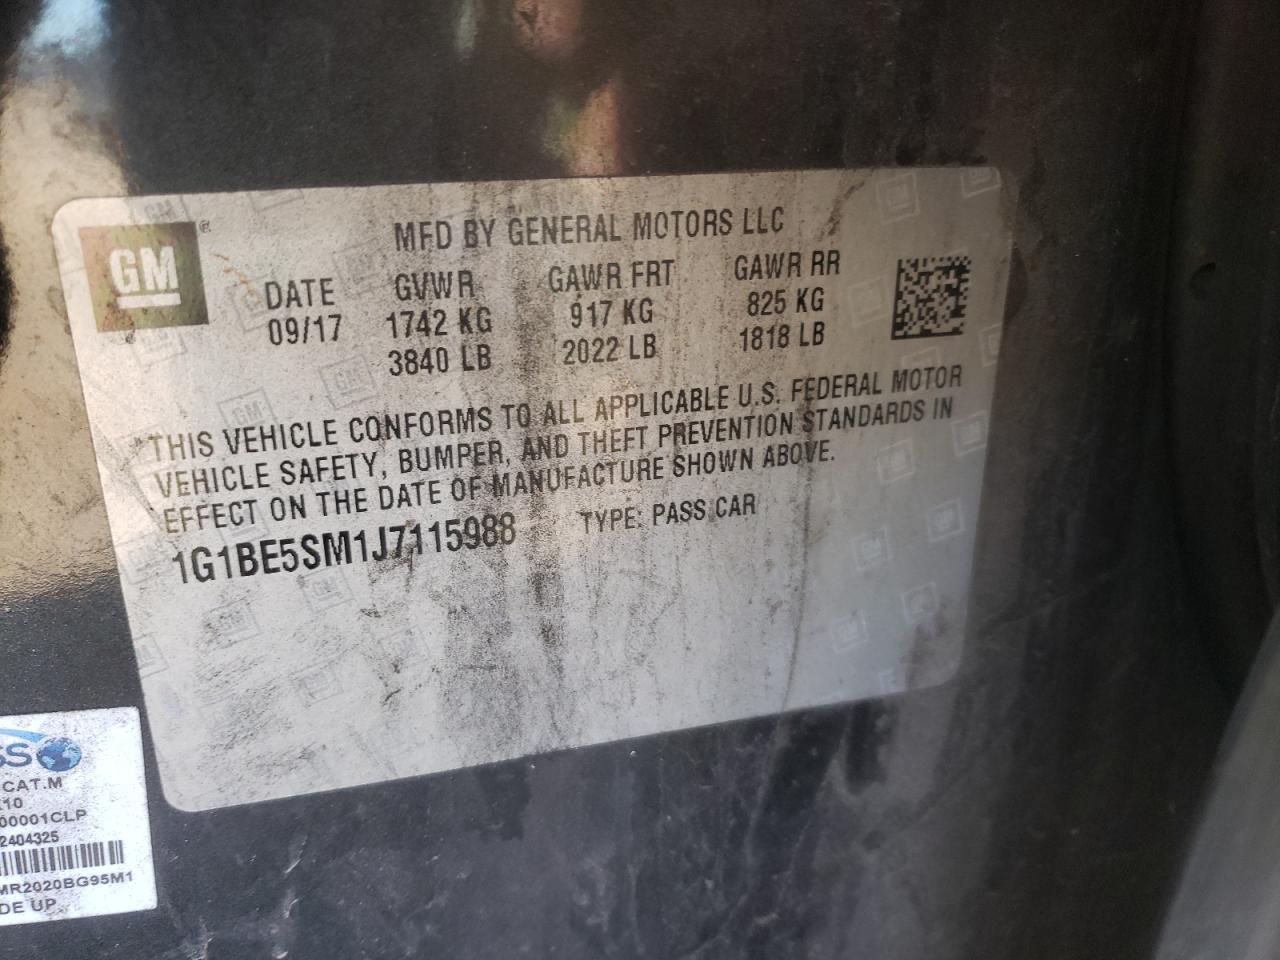 GM®
MFD BY GENERAL MOTORS LLC
DATE GVWR GAWR FRT GAWR RR
09/17 1742 KG 917 KG 825 KG
3840 LB 2022 LB 1818 LB
THIS VEHICLE CONFORMS TO ALL APPLICABLE U.S. FEDERAL MOTOR
VEHICLE SAFETY, BUMPER, AND THEFT PREVENTION STANDARDS IN
EFFECT ON THE DATE OF MANUFACTURE SHOWN ABOVE.
1G1BE5SM1J7115988 TYPE: PASS CAR
CAT.M
10
00001CLP
2404325
MR2020BG95M1
DE UP